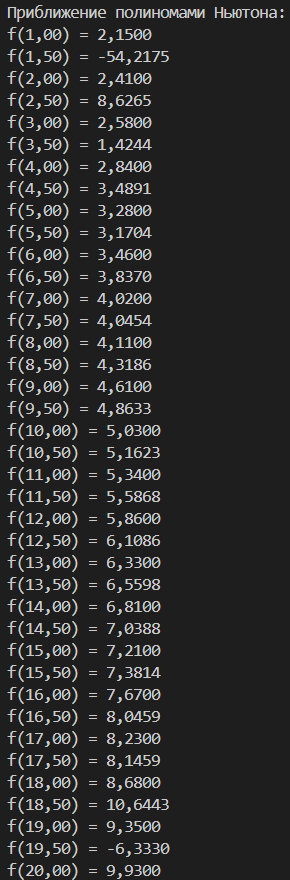 Приближение полиномами Ньютона:
f(1,00) = 2,1500
f(1,50) = -54,2175
f(2,00) = 2,4100
f(2,50) = 8,6265
f(3,00) = 2,5800
f(3,50) = 1,4244
f(4,00) = 2,8400
f(4,50) = 3,4891
f(5,00) = 3,2800
f(5,50) = 3,1704
f(6,00) = 3,4600
f(6,50) = 3,8370
f(7,00) = 4,0200
f(7,50) = 4,0454
f(8,00) = 4,1100
f(8,50) = 4,3186
f(9,00) = 4,6100
f(9,50) = 4,8633
f(10,00) = 5,0300
f(10,50) = 5,1623
f(11,00) = 5,3400
f(11,50) = 5,5868
f(12,00) = 5,8600
f(12,50) = 6,1086
f(13,00) = 6,3300
f(13,50) = 6,5598
f(14,00) = 6,8100
f(14,50) = 7,0388
f(15,00) = 7,2100
f(15,50) = 7,3814
f(16,00) = 7,6700
f(16,50) = 8,0459
f(17,00) = 8,2300
f(17,50) = 8,1459
f(18,00) = 8,6800
f(18,50) = 10,6443
f(19,00) = 9,3500
f(19,50) = -6,3330
f(20,00) = 9,9300